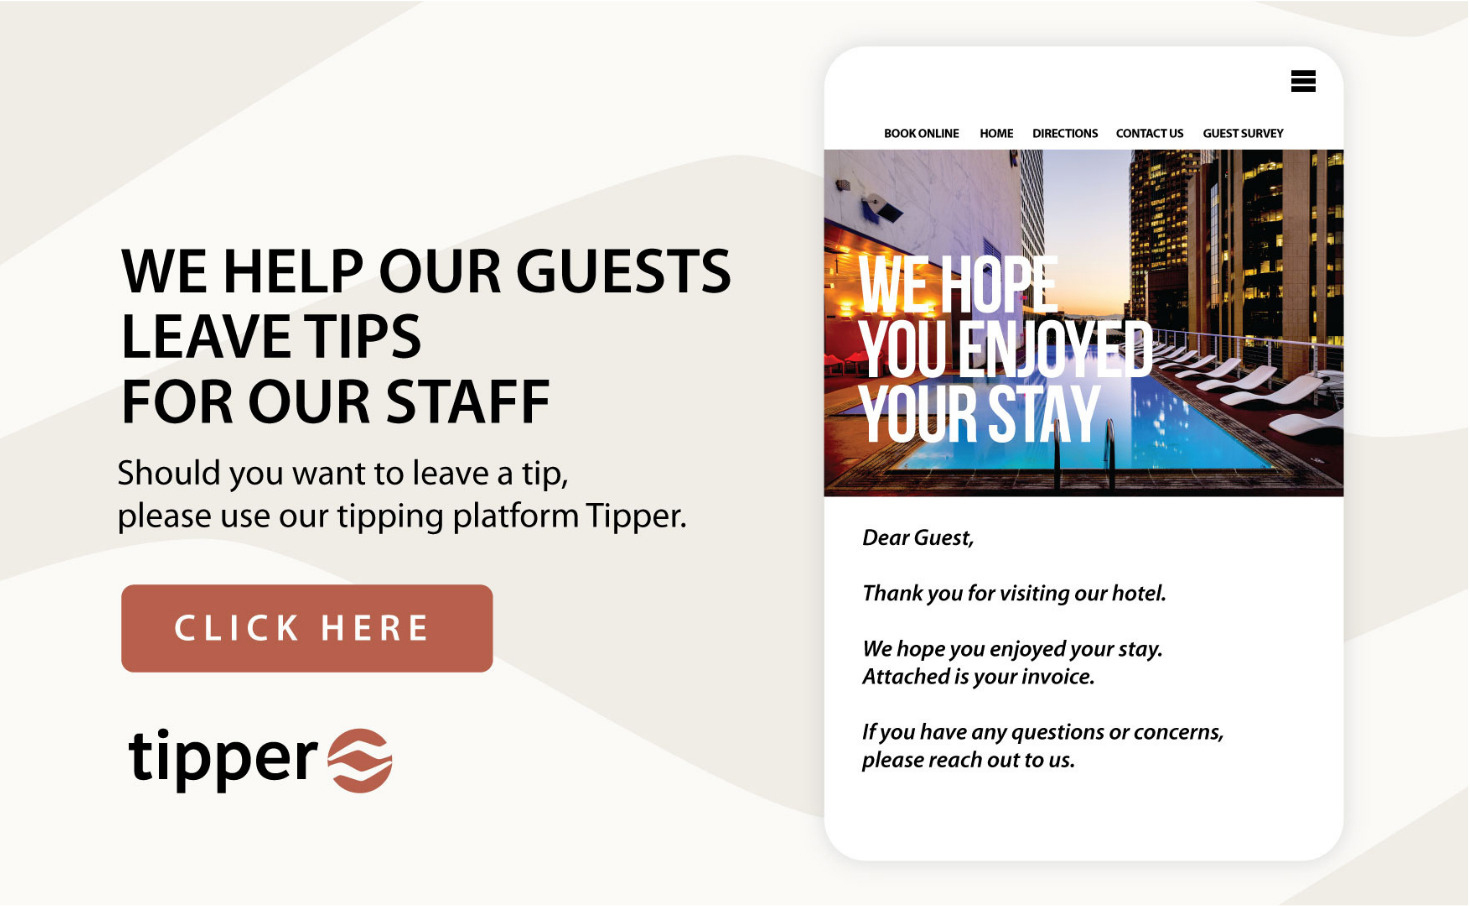 WE HELP OUR GUESTS
LEAVE TIPS
FOR OUR STAFF
Should you want to leave a tip,
please use our tipping platform Tipper.
CLICK HERE
tipper
BOOK ONLINE HOME DIRECTIONS CONTACT US GUEST SURVEY
WE HOPE
YOU ENJOYED
YOUR STAY
Dear Guest,
Thank you for visiting our hotel.
We hope you enjoyed your stay.
Attached is your invoice.
If you have any questions or concerns,
please reach out to us.